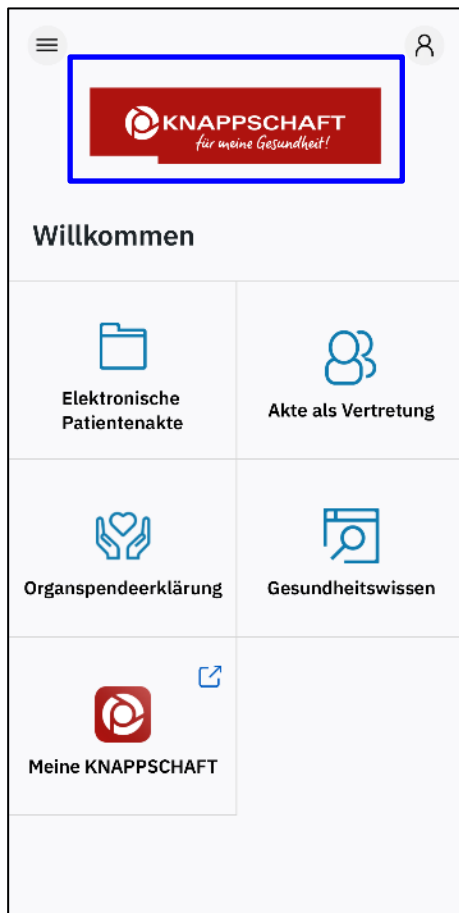 KNAPPSCHAFT
für meine Gesundheit!
Willkommen
Elektronische
Patientenakte
Akte als Vertretung
Organspendeerklärung
Gesundheitswissen
Meine KNAPPSCHAFT